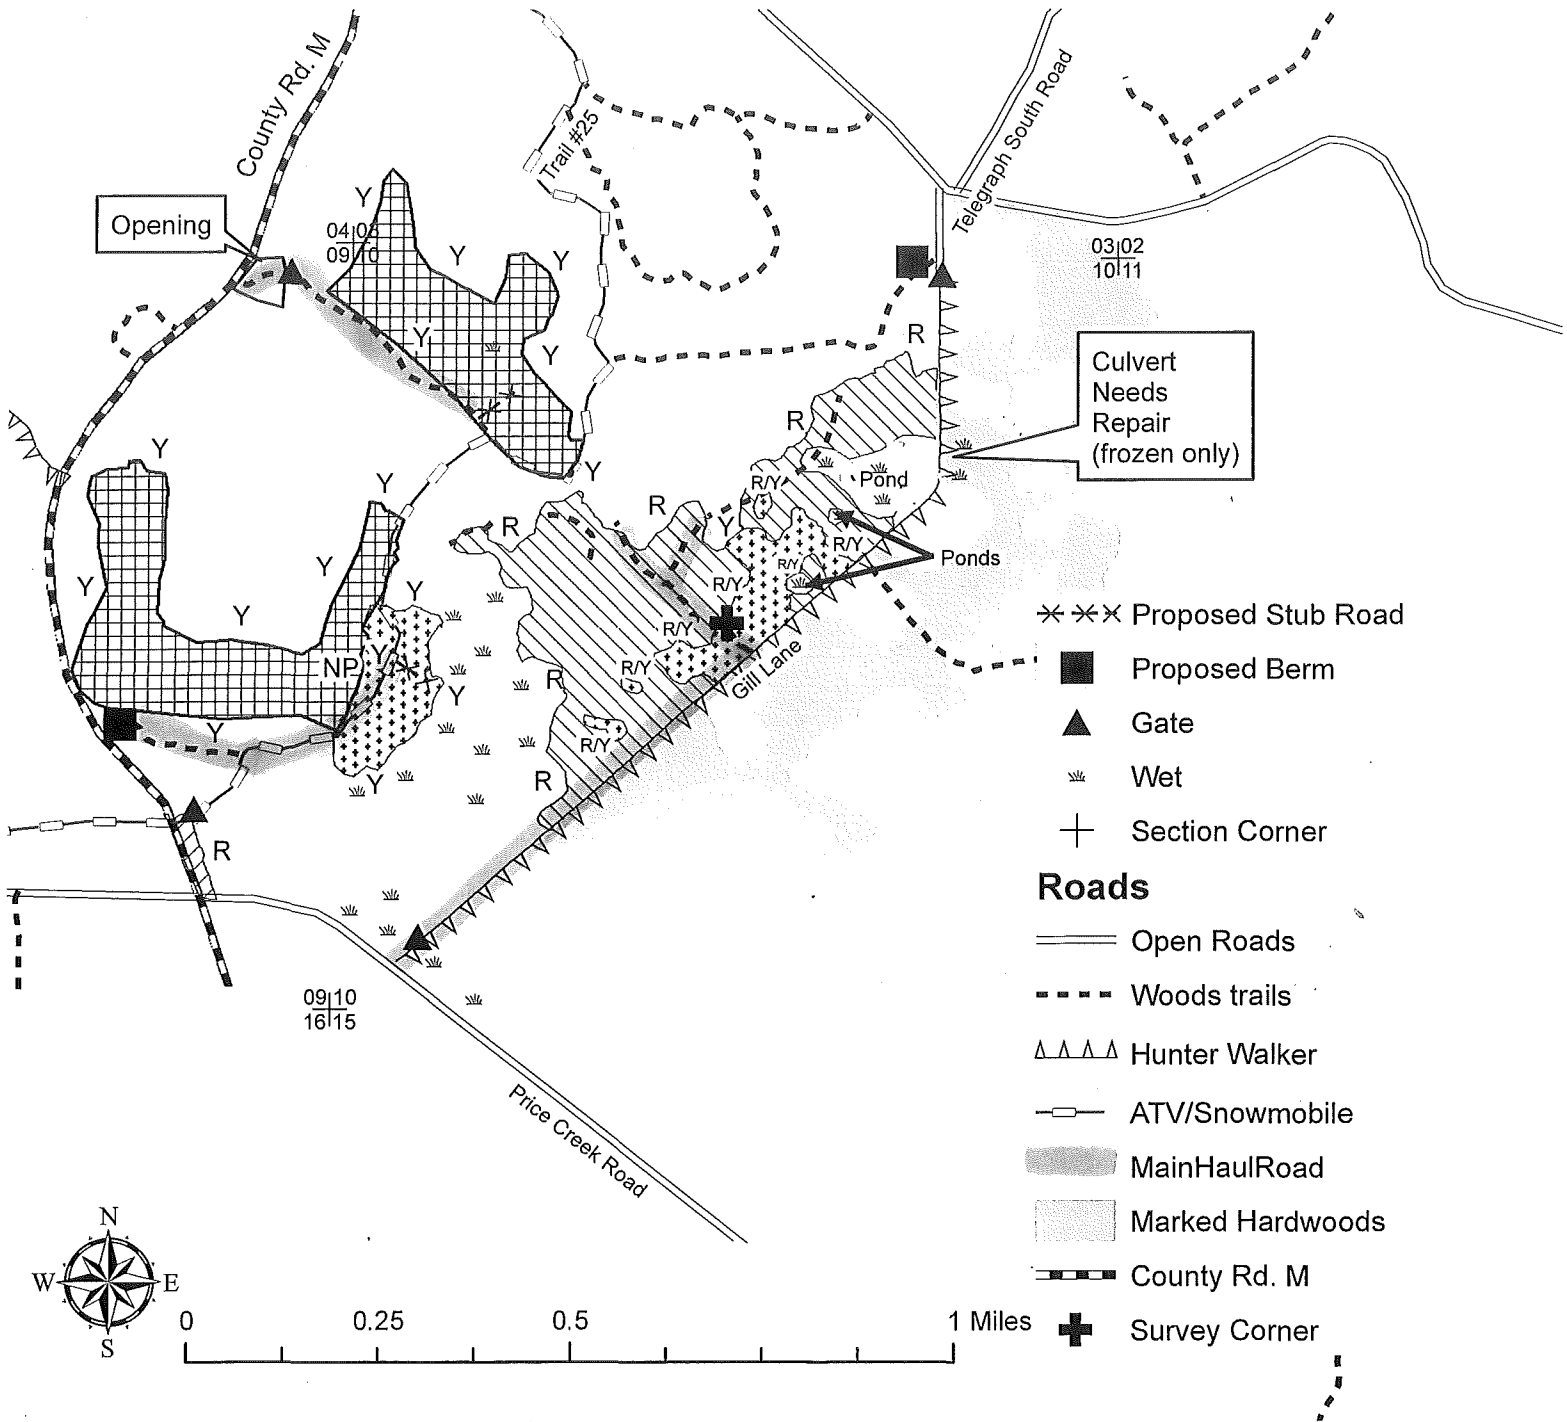 County Rd. M
Trail #25
Telegraph South Road
Opening
Y
04|03
09|10
Y
Y
03|02
10|11
Y
R
Y
Culvert
Needs
Repair
(frozen only)
R
Y
Y
Y
R/Y
Pond
R
R
Y
R/Y
Ponds
Y
R/Y
Y
Y
R/Y
Y
R/Y
Y
NP
R/Y
Gill Lane
R
Y
Y
R/Y
Y
R
R
09|10
16|15
Price Creek Road
Proposed Stub Road
Proposed Berm
Gate
Wet
Section Corner
Roads
Open Roads
Woods trails
Hunter Walker
ATV/Snowmobile
MainHaulRoad
Marked Hardwoods
County Rd. M
Survey Corner
N
W E
S
0 0.25 0.5 1 Miles